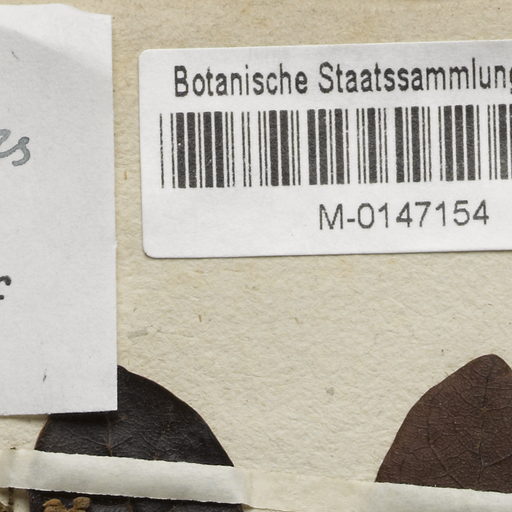 Botanische Staatssammlung
M-0147154